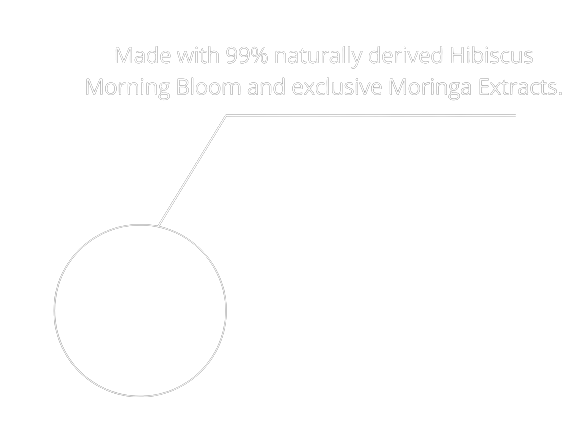 Made with 99% naturally derived Hibiscus
Morning Bloom and exclusive Moringa Extracts.